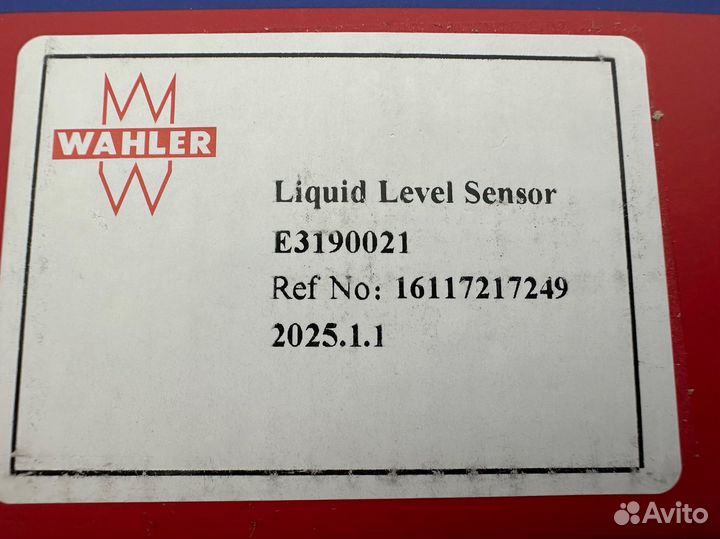 WAHLER
Liquid Level Sensor
E3190021
Ref No: 16117217249
2025.1.1
Avito